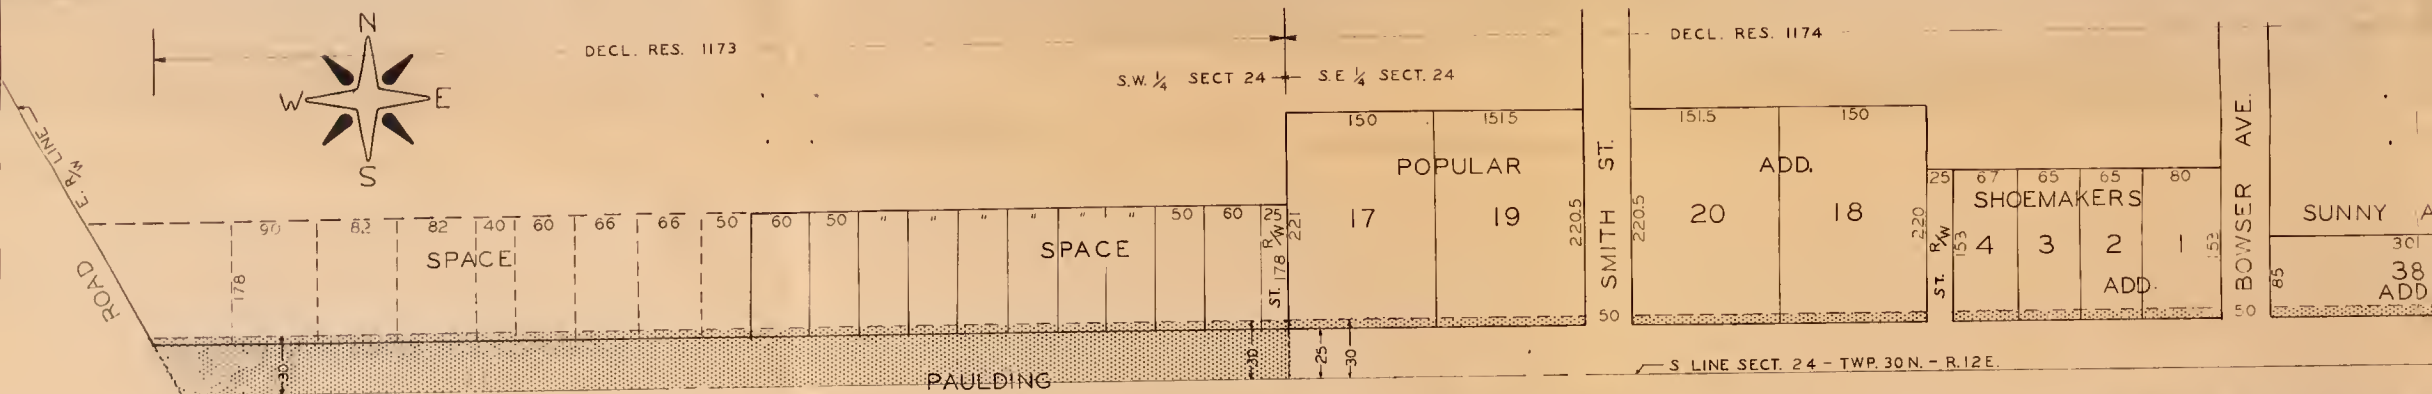 N
W E
S
DECL. RES. 1173
DECL. RES. 1174
S.W. ¼ SECT 24
S.E ¼ SECT. 24
E. R/W LINE
ROAD
90 82 82 40 60 66 66 50 60 50 " " " " " " 50 60 25
178
SPACE
SPACE
ST. 178 R/W
221
150 151.5
POPULAR
17 19
220.5
SMITH ST.
50
220.5
151.5 150
ADD.
20 18
220
25
ST. R/W
153
67 65 65 80
SHOEMAKERS
4 3 2 1
ADD.
153
BOWSER AVE.
50
SUNNY A
301
85
38
ADD
30
30
25
30
PAULDING
S LINE SECT. 24 - TWP. 30 N. - R. 12 E.